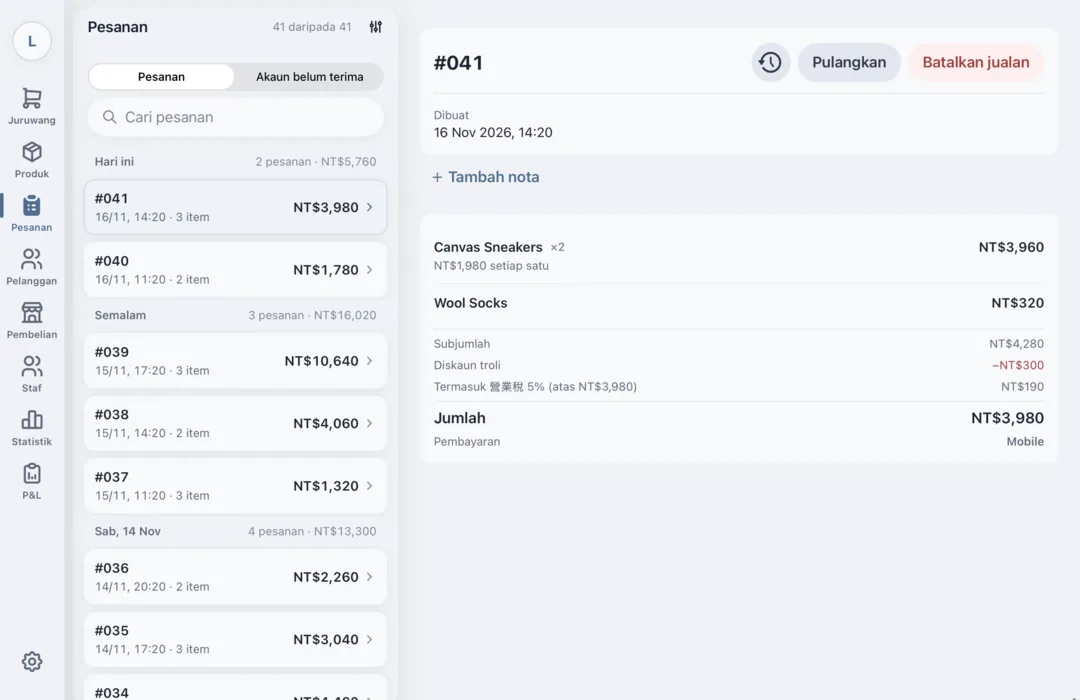 L
Juruwang
Produk
Pesanan
Pelanggan
Pembelian
Staf
Statistik
P&L
Pesanan
41 daripada 41
Pesanan
Akaun belum terima
Cari pesanan
Hari ini
2 pesanan · NT$5,760
#041
16/11, 14:20 · 3 item
NT$3,980
#040
16/11, 11:20 · 2 item
NT$1,780
Semalam
3 pesanan · NT$16,020
#039
15/11, 17:20 · 3 item
NT$10,640
#038
15/11, 14:20 · 2 item
NT$4,060
#037
15/11, 11:20 · 3 item
NT$1,320
Sab, 14 Nov
4 pesanan · NT$13,300
#036
14/11, 20:20 · 2 item
NT$2,260
#035
14/11, 17:20 · 3 item
NT$3,040
#034
#041
Pulangkan
Batalkan jualan
Dibuat
16 Nov 2026, 14:20
+ Tambah nota
Canvas Sneakers ×2
NT$3,960
NT$1,980 setiap satu
Wool Socks
NT$320
Subjumlah
NT$4,280
Diskaun troli
−NT$300
Termasuk 營業稅 5% (atas NT$3,980)
NT$190
Jumlah
NT$3,980
Pembayaran
Mobile